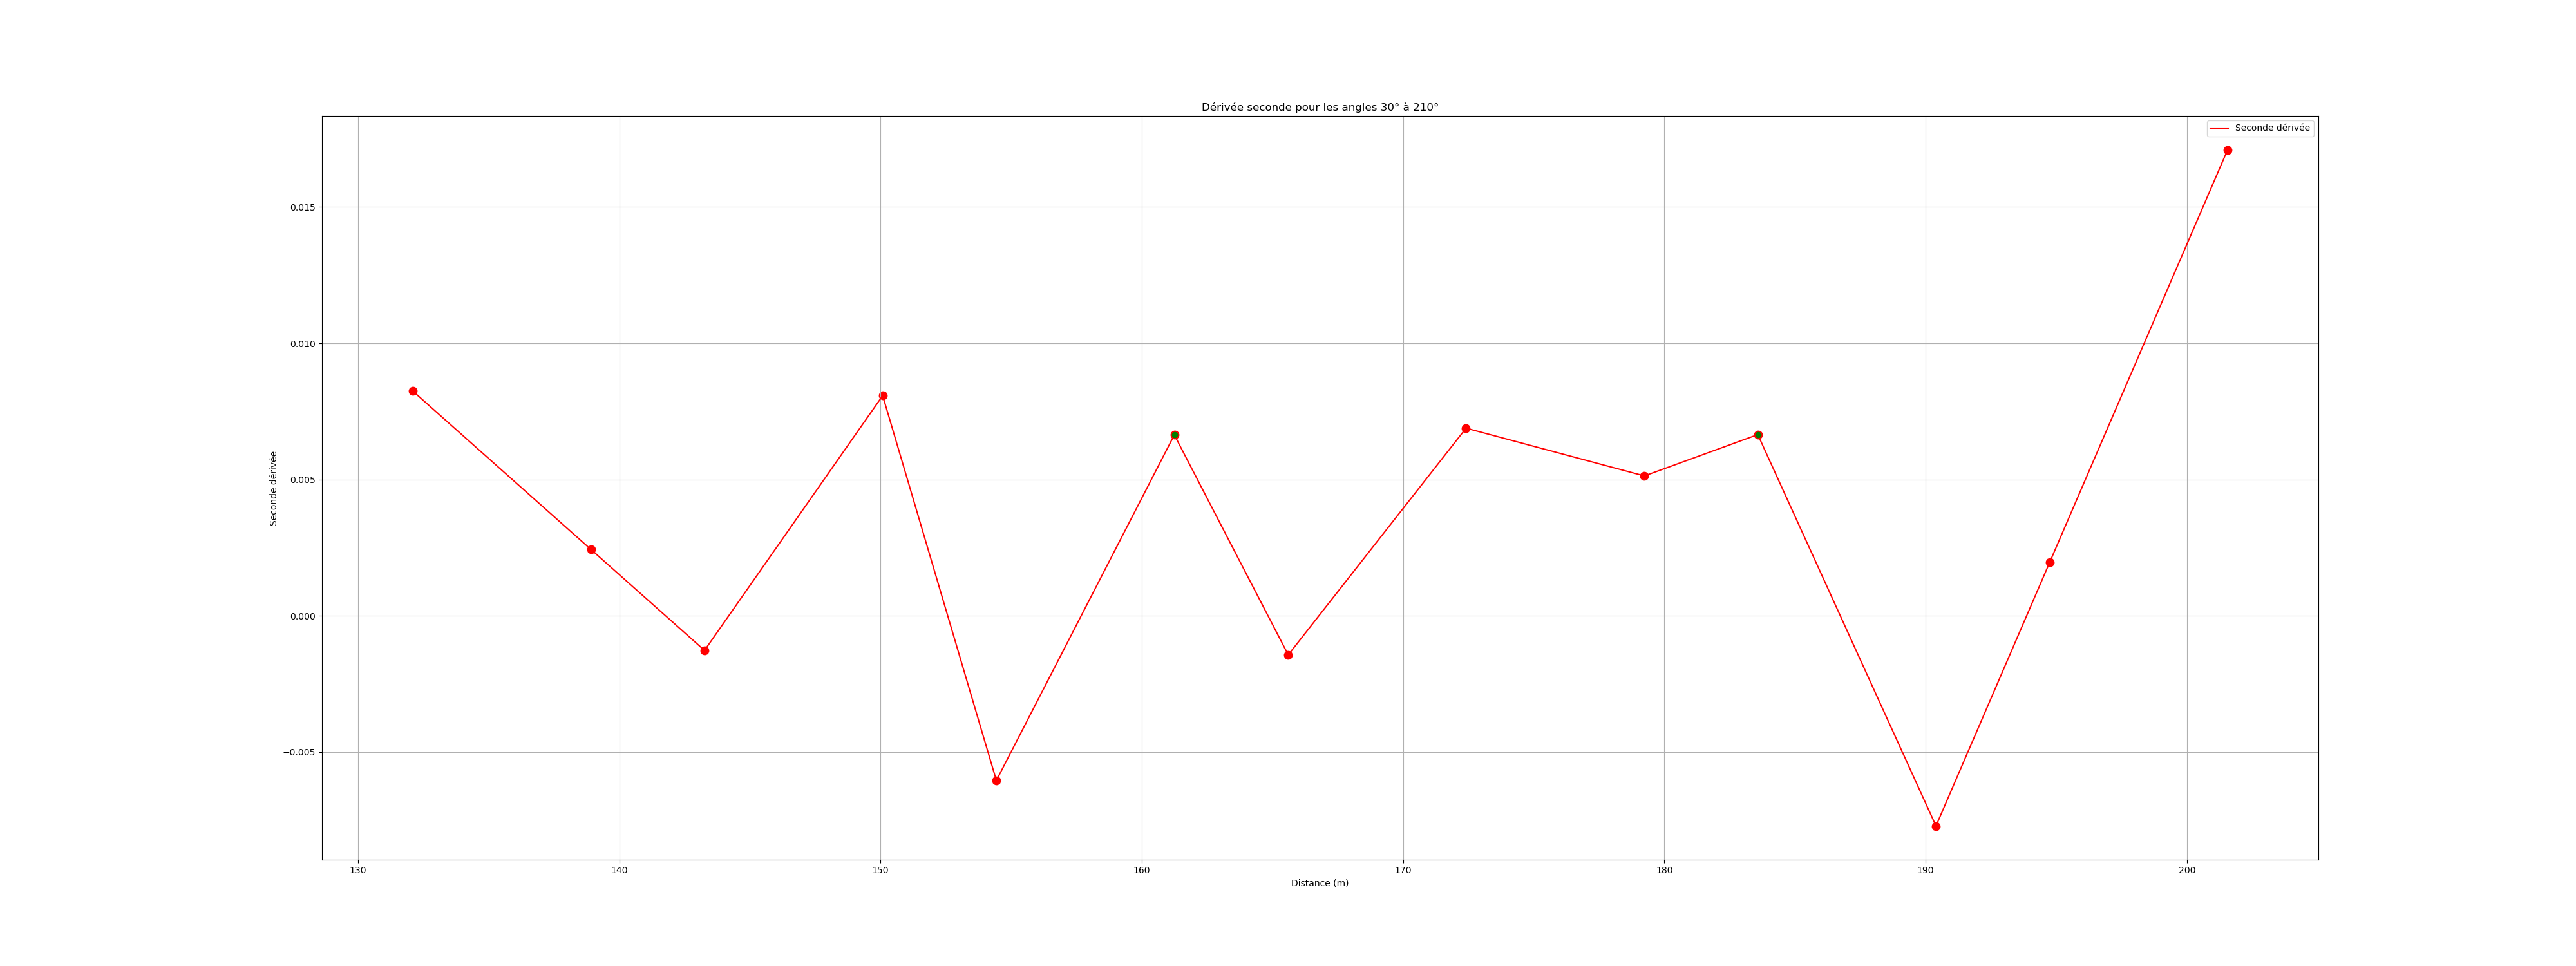 Dérivée seconde pour les angles 30° à 210°
Seconde dérivée
0.015
0.010
0.005
0.000
−0.005
Seconde dérivée
130 140 150 160 170 180 190 200
Distance (m)